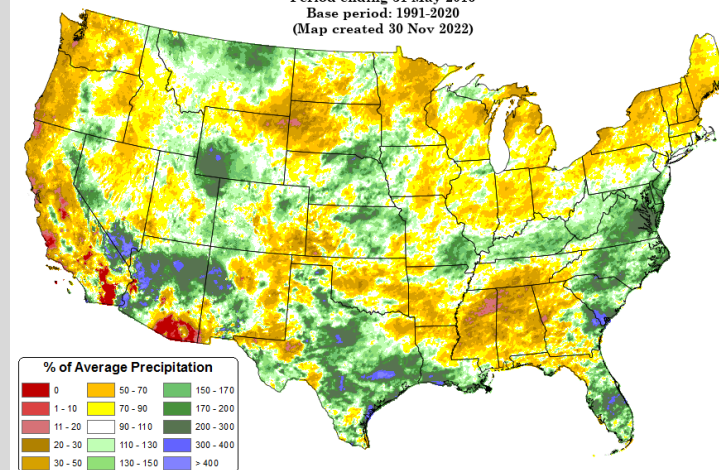 Base period: 1991-2020
(Map created 30 Nov 2022)
% of Average Precipitation
0 50 - 70 150 - 170
1 - 10 70 - 90 170 - 200
11 - 20 90 - 110 200 - 300
20 - 30 110 - 130 300 - 400
30 - 50 130 - 150 > 400